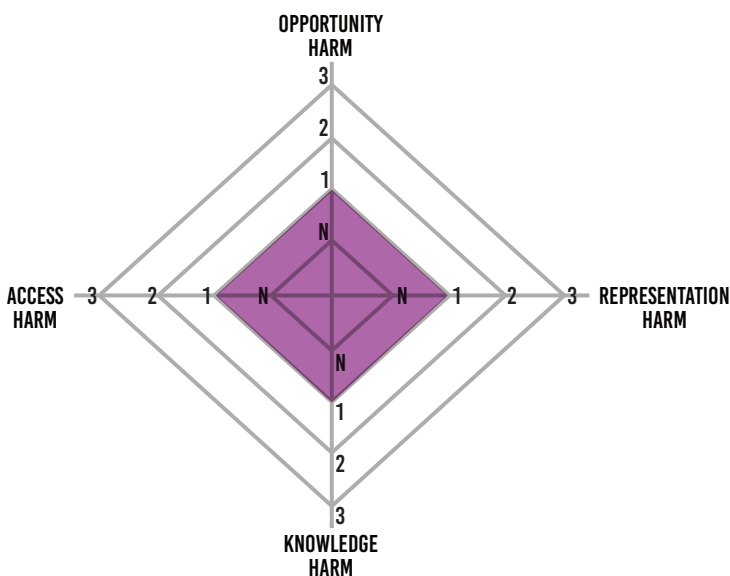 OPPORTUNITY
HARM
3
2
1
N
ACCESS
HARM
3
2
1
N
N
1
2
3
REPRESENTATION
HARM
N
1
2
3
KNOWLEDGE
HARM